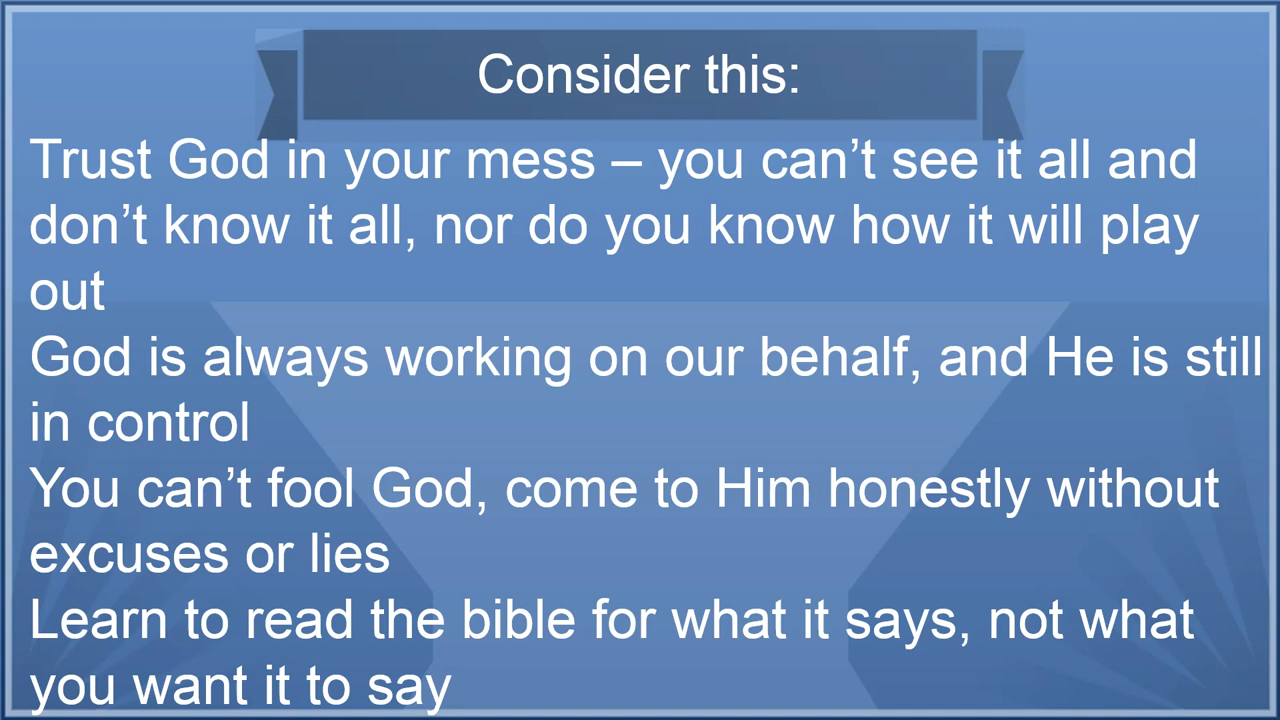 Consider this:
Trust God in your mess – you can’t see it all and
don’t know it all, nor do you know how it will play
out
God is always working on our behalf, and He is still
in control
You can’t fool God, come to Him honestly without
excuses or lies
Learn to read the bible for what it says, not what
you want it to say